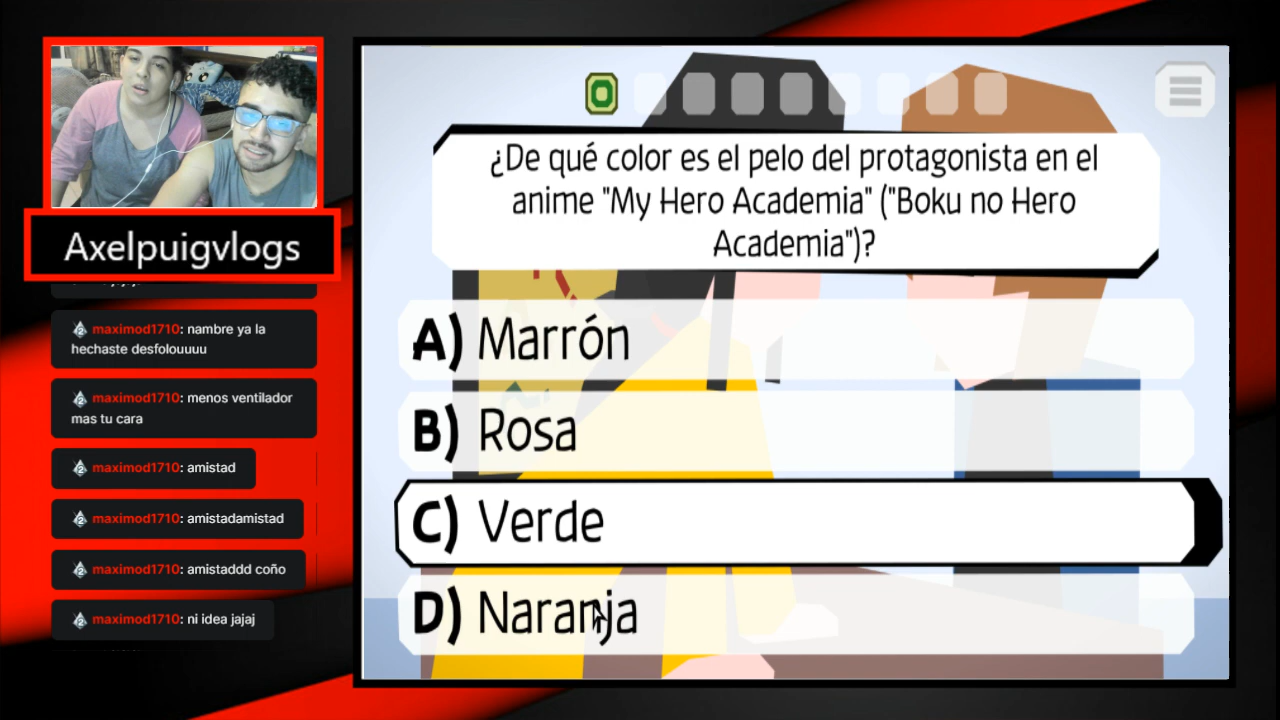 Axelpuigvlogs
maximod1710: nambre ya la
hechaste desfolouuuu
maximod1710: menos ventilador
mas tu cara
maximod1710: amistad
maximod1710: amistadamistad
maximod1710: amistaddd coño
maximod1710: ni idea jajaj
¿De qué color es el pelo del protagonista en el
anime "My Hero Academia" ("Boku no Hero
Academia")?
A) Marrón
B) Rosa
C) Verde
D) Naranja